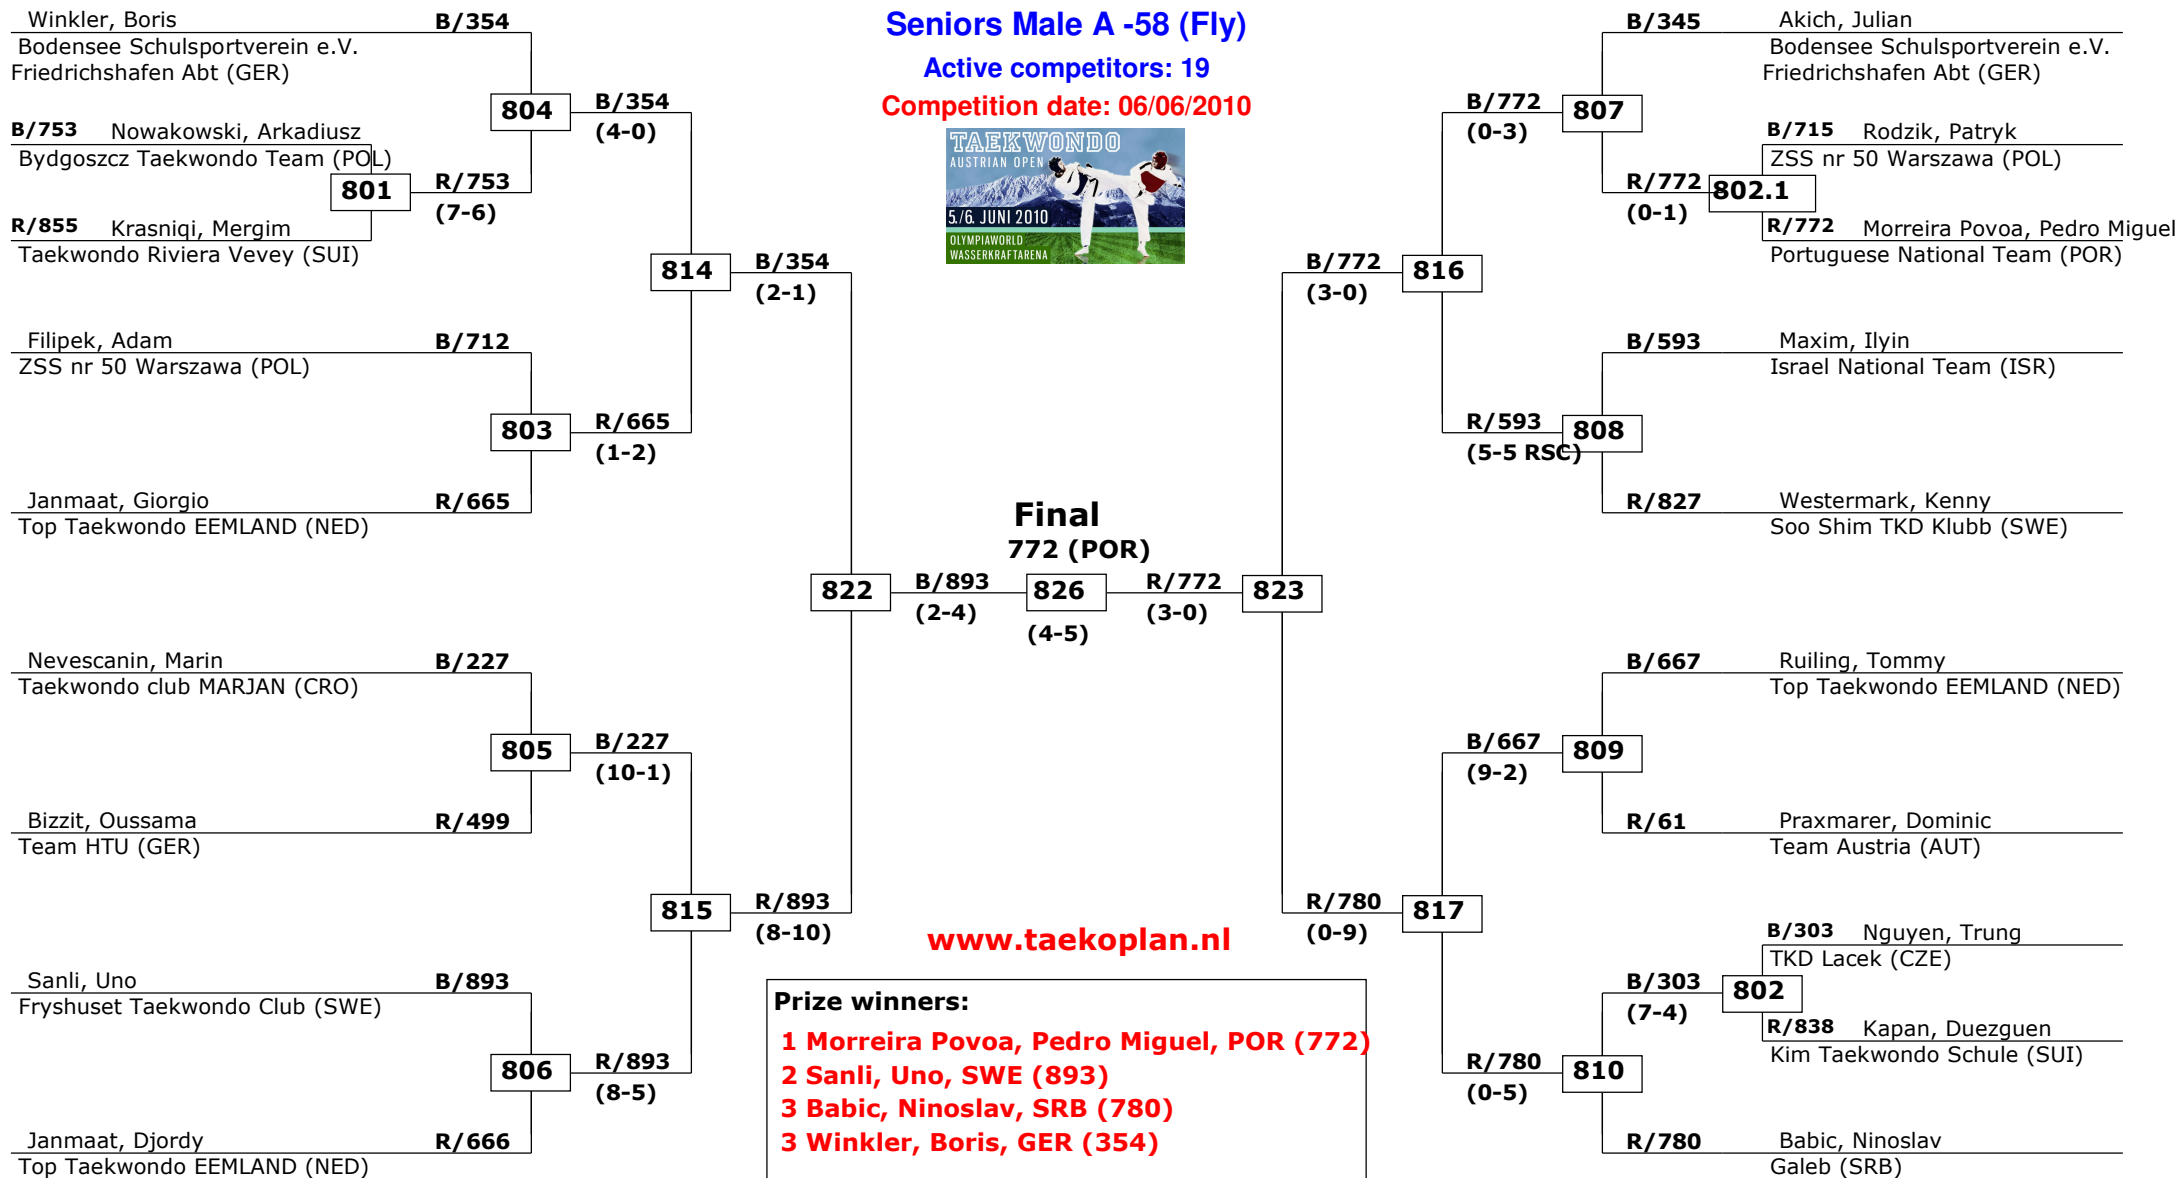 Seniors Male A -58 (Fly)
Active competitors: 19
Competition date: 06/06/2010
TAEKWONDO
AUSTRIAN OPEN
5./6. JUNI 2010
OLYMPIAWORLD
WASSERKRAFTARENA
Winkler, Boris B/354
Bodensee Schulsportverein e.V.
Friedrichshafen Abt (GER)
804
B/354
(4-0)
B/753 Nowakowski, Arkadiusz
Bydgoszcz Taekwondo Team (POL)
801
R/753
(7-6)
R/855 Krasniqi, Mergim
Taekwondo Riviera Vevey (SUI)
814
B/354
(2-1)
Filipek, Adam B/712
ZSS nr 50 Warszawa (POL)
803
R/665
(1-2)
Janmaat, Giorgio R/665
Top Taekwondo EEMLAND (NED)
822
B/893
(2-4)
Nevescanin, Marin B/227
Taekwondo club MARJAN (CRO)
805
B/227
(10-1)
Bizzit, Oussama R/499
Team HTU (GER)
815
R/893
(8-10)
Sanli, Uno B/893
Fryshuset Taekwondo Club (SWE)
806
R/893
(8-5)
Janmaat, Djordy R/666
Top Taekwondo EEMLAND (NED)
Final
772 (POR)
826
(4-5)
R/772
(3-0)
823
B/345 Akich, Julian
Bodensee Schulsportverein e.V.
Friedrichshafen Abt (GER)
B/772
(0-3)
807
B/715 Rodzik, Patryk
ZSS nr 50 Warszawa (POL)
R/772
(0-1)
802.1
R/772 Morreira Povoa, Pedro Miguel
Portuguese National Team (POR)
B/772
(3-0)
816
B/593 Maxim, Ilyin
Israel National Team (ISR)
R/593
(5-5 RSC)
808
R/827 Westermark, Kenny
Soo Shim TKD Klubb (SWE)
B/667 Ruiling, Tommy
Top Taekwondo EEMLAND (NED)
B/667
(9-2)
809
R/61 Praxmarer, Dominic
Team Austria (AUT)
R/780
(0-9)
817
B/303 Nguyen, Trung
TKD Lacek (CZE)
B/303
(7-4)
802
R/838 Kapan, Duezguen
Kim Taekwondo Schule (SUI)
R/780
(0-5)
810
R/780 Babic, Ninoslav
Galeb (SRB)
www.taekoplan.nl
Prize winners:
1 Morreira Povoa, Pedro Miguel, POR (772)
2 Sanli, Uno, SWE (893)
3 Babic, Ninoslav, SRB (780)
3 Winkler, Boris, GER (354)